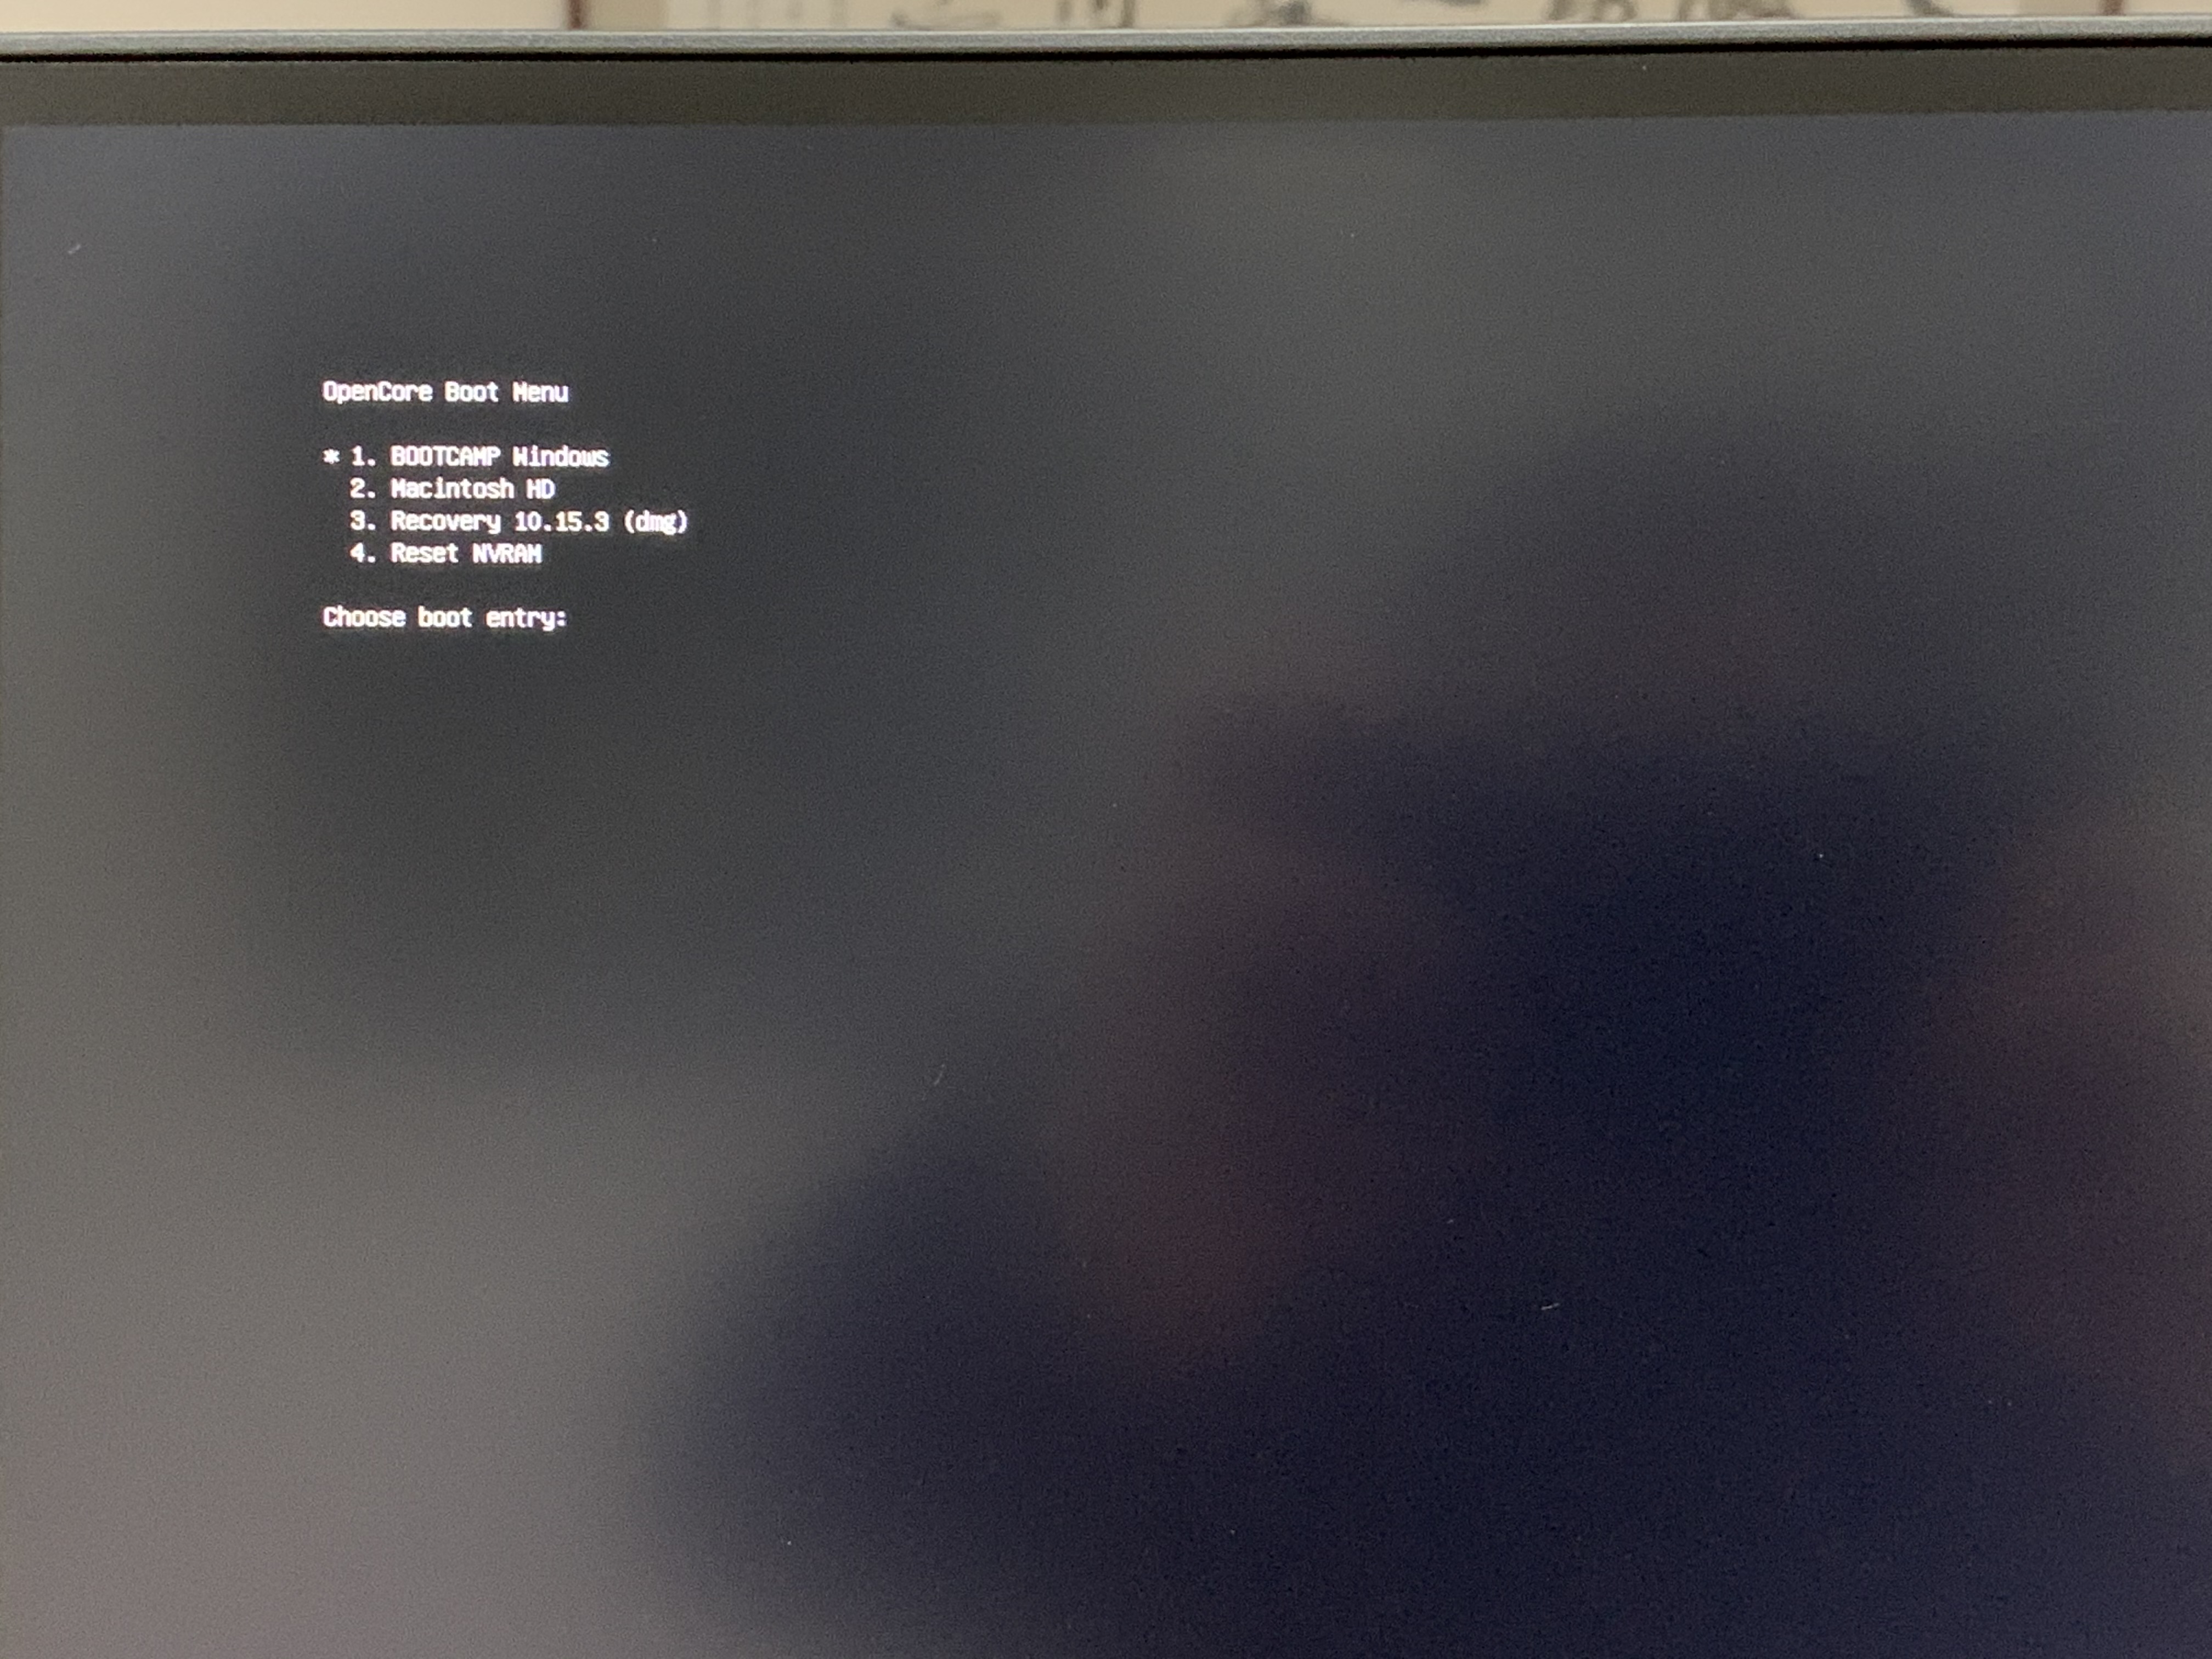 OpenCore Boot Menu
* 1. BOOTCAMP Windows
2. Macintosh HD
3. Recovery 10.15.3 (dmg)
4. Reset NVRAM
Choose boot entry: